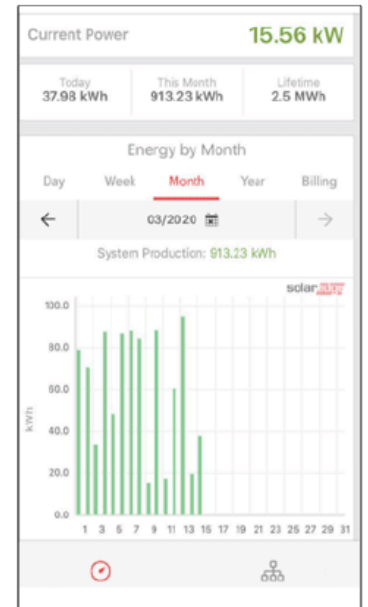 Current Power 15.56 kW
Today This Month Lifetime
37.98 kWh 913.23 kWh 2.5 MWh
Energy by Month
Day Week Month Year Billing
← 03/2020 →
System Production: 913.23 kWh
solaredge
100.0
80.0
60.0
40.0
20.0
0.0
kWh
1 3 5 7 9 11 13 15 17 19 21 23 25 27 29 31